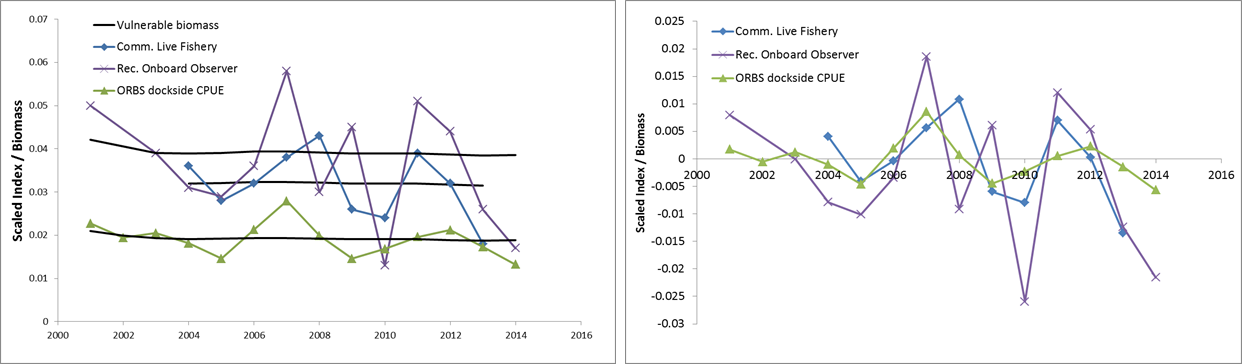 0.07
0.06
0.05
0.04
0.03
0.02
0.01
0
Scaled Index / Biomass
Vulnerable biomass
Comm. Live Fishery
Rec. Onboard Observer
ORBS dockside CPUE
2000 2002 2004 2006 2008 2010 2012 2014 2016
0.025
0.02
0.015
0.01
0.005
0
-0.005
-0.01
-0.015
-0.02
-0.025
-0.03
Scaled Index / Biomass
Comm. Live Fishery
Rec. Onboard Observer
ORBS dockside CPUE
2000 2002 2004 2006 2008 2010 2012 2014 2016